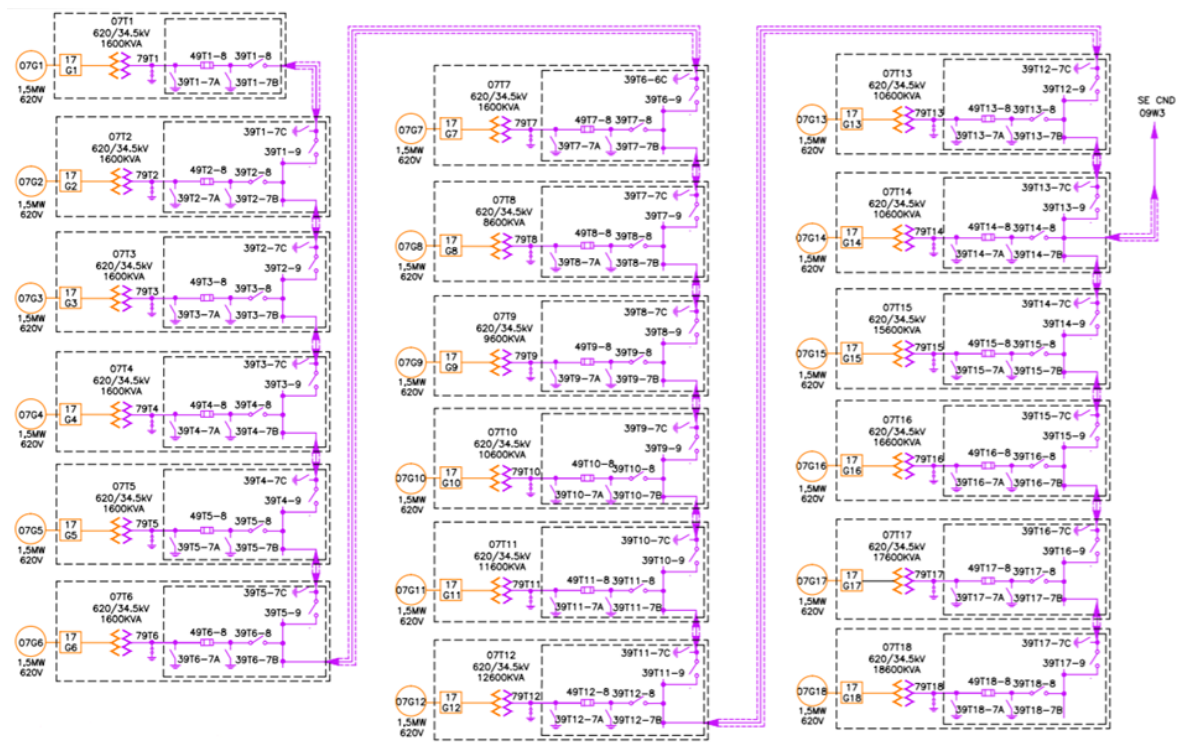 07T1
620/34.5kV
1600KVA
07G1
17
G1
79T1
49T1-8
39T1-8
39T1-7A
39T1-7B
1,5MW
620V
07T2
620/34.5kV
1600KVA
39T1-7C
39T1-9
07G2
17
G2
79T2
49T2-8
39T2-8
39T2-7A
39T2-7B
1,5MW
620V
07T3
620/34.5kV
1600KVA
39T2-7C
39T2-9
07G3
17
G3
79T3
49T3-8
39T3-8
39T3-7A
39T3-7B
1,5MW
620V
07T4
620/34.5kV
1600KVA
39T3-7C
39T3-9
07G4
17
G4
79T4
49T4-8
39T4-8
39T4-7A
39T4-7B
1,5MW
620V
07T5
620/34.5kV
1600KVA
39T4-7C
39T4-9
07G5
17
G5
79T5
49T5-8
39T5-8
39T5-7A
39T5-7B
1,5MW
620V
07T6
620/34.5kV
1600KVA
39T5-7C
39T5-9
07G6
17
G6
79T6
49T6-8
39T6-8
39T6-7A
39T6-7B
1,5MW
620V
07T7
620/34.5kV
1600KVA
39T6-6C
39T6-9
07G7
17
G7
79T7
49T7-8
39T7-8
39T7-7A
39T7-7B
1,5MW
620V
07T8
620/34.5kV
8600KVA
39T7-7C
39T7-9
07G8
17
G8
79T8
49T8-8
39T8-8
39T8-7A
39T8-7B
1,5MW
620V
07T9
620/34.5kV
9600KVA
39T8-7C
39T8-9
07G9
17
G9
79T9
49T9-8
39T9-8
39T9-7A
39T9-7B
1,5MW
620V
07T10
620/34.5kV
10600KVA
39T9-7C
39T9-9
07G10
17
G10
79T10
49T10-8
39T10-8
39T10-7A
39T10-7B
1,5MW
620V
07T11
620/34.5kV
11600KVA
39T10-7C
39T10-9
07G11
17
G11
79T11
49T11-8
39T11-8
39T11-7A
39T11-7B
1,5MW
620V
07T12
620/34.5kV
12600KVA
39T11-7C
39T11-9
07G12
17
G12
79T12
49T12-8
39T12-8
39T12-7A
39T12-7B
1,5MW
620V
07T13
620/34.5kV
10600KVA
39T12-7C
39T12-9
07G13
17
G13
79T13
49T13-8
39T13-8
39T13-7A
39T13-7B
1,5MW
620V
SE CND
09W3
07T14
620/34.5kV
10600KVA
39T13-7C
39T13-9
07G14
17
G14
79T14
49T14-8
39T14-8
39T14-7A
39T14-7B
1,5MW
620V
07T15
620/34.5kV
15600KVA
39T14-7C
39T14-9
07G15
17
G15
79T15
49T15-8
39T15-8
39T15-7A
39T15-7B
1,5MW
620V
07T16
620/34.5kV
16600KVA
39T15-7C
39T15-9
07G16
17
G16
79T16
49T16-8
39T16-8
39T16-7A
39T16-7B
1,5MW
620V
07T17
620/34.5kV
17600KVA
39T16-7C
39T16-9
07G17
17
G17
79T17
49T17-8
39T17-8
39T17-7A
39T17-7B
1,5MW
620V
07T18
620/34.5kV
18600KVA
39T17-7C
39T17-9
07G18
17
G18
79T18
49T18-8
39T18-8
39T18-7A
39T18-7B
1,5MW
620V